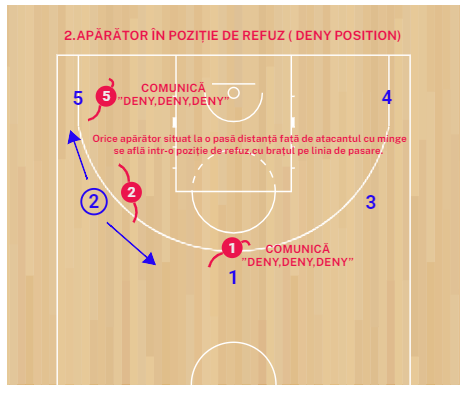 2.APĂRĂTOR ÎN POZIȚIE DE REFUZ ( DENY POSITION)
5
5
COMUNICĂ
"DENY,DENY,DENY"
4
Orice apărător situat la o pasă distanță față de atacantul cu minge
se află intr-o poziție de refuz,cu brațul pe linia de pasare.
2
2
3
1
COMUNICĂ
"DENY,DENY,DENY"
1